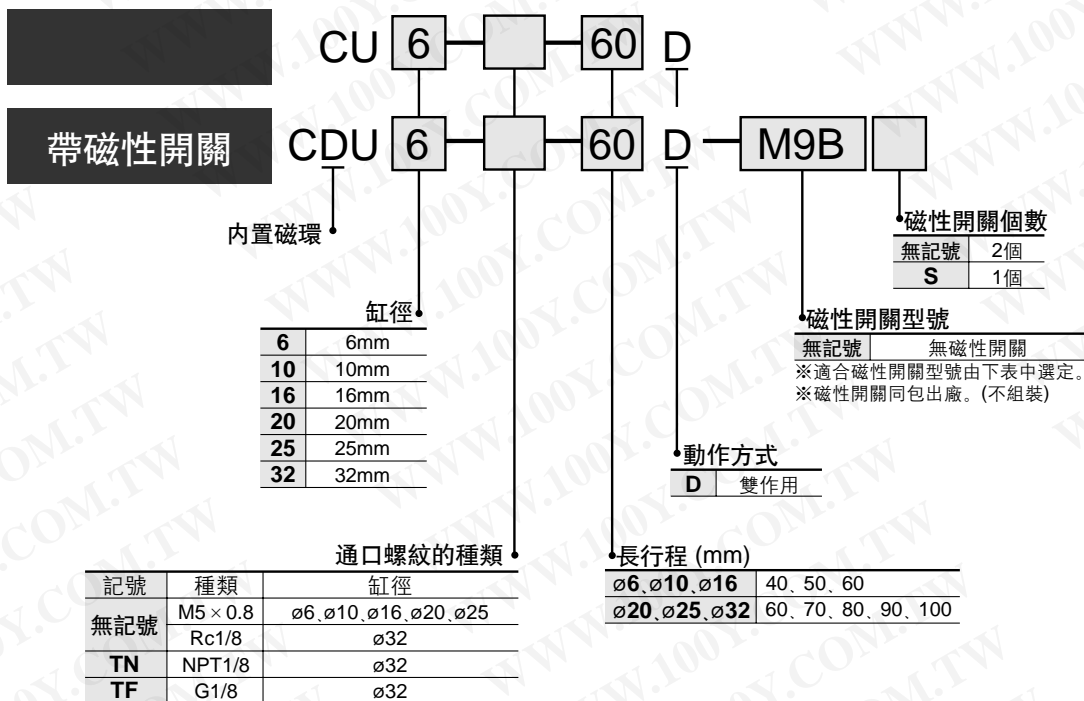 CU 6 60 D
帶磁性開關 CDU 6 60 D M9B
内置磁環
磁性開關個數
無記號 2個
S 1個
缸徑
6 6mm
10 10mm
16 16mm
20 20mm
25 25mm
32 32mm
磁性開關型號
無記號 無磁性開關
※適合磁性開關型號由下表中選定。
※磁性開關同包出廠。(不組裝)
動作方式
D 雙作用
通口螺紋的種類
記號 種類 缸徑
無記號 M5×0.8 ø6、ø10、ø16、ø20、ø25
Rc1/8 ø32
TN NPT1/8 ø32
TF G1/8 ø32
長行程 (mm)
ø6、ø10、ø16 40、50、60
ø20、ø25、ø32 60、70、80、90、100
WWW.100Y.COM.TW